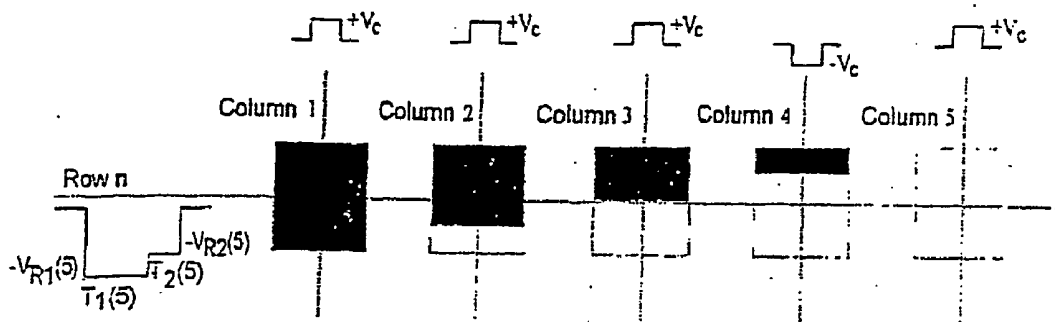 +Vc
+Vc
+Vc
-Vc
+Vc
Column 1
Column 2
Column 3
Column 4
Column 5
Row n
-VR2(5)
-VR1(5)
T2(5)
T1(5)